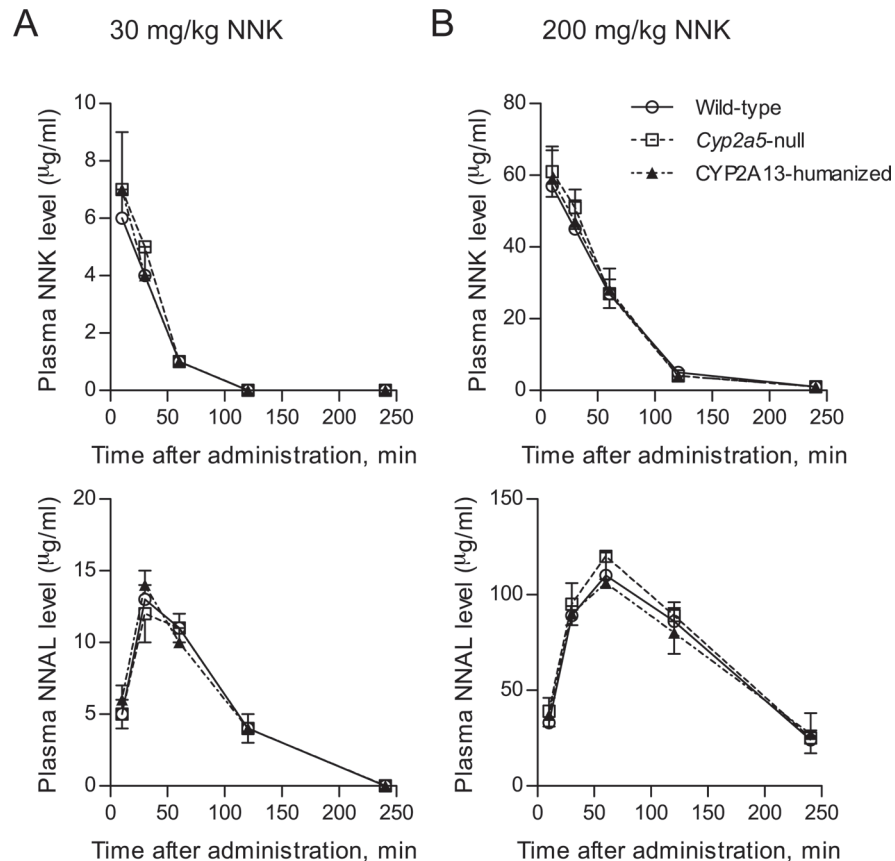 A 30 mg/kg NNK
B 200 mg/kg NNK
Plasma NNK level (μg/ml)
10
8
6
4
2
0
0 50 100 150 200 250
Time after administration, min
Plasma NNK level (μg/ml)
80
60
40
20
0
0 50 100 150 200 250
Time after administration, min
Wild-type
Cyp2a5-null
CYP2A13-humanized
Plasma NNAL level (μg/ml)
20
15
10
5
0
0 50 100 150 200 250
Time after administration, min
Plasma NNAL level (μg/ml)
150
100
50
0
0 50 100 150 200 250
Time after administration, min